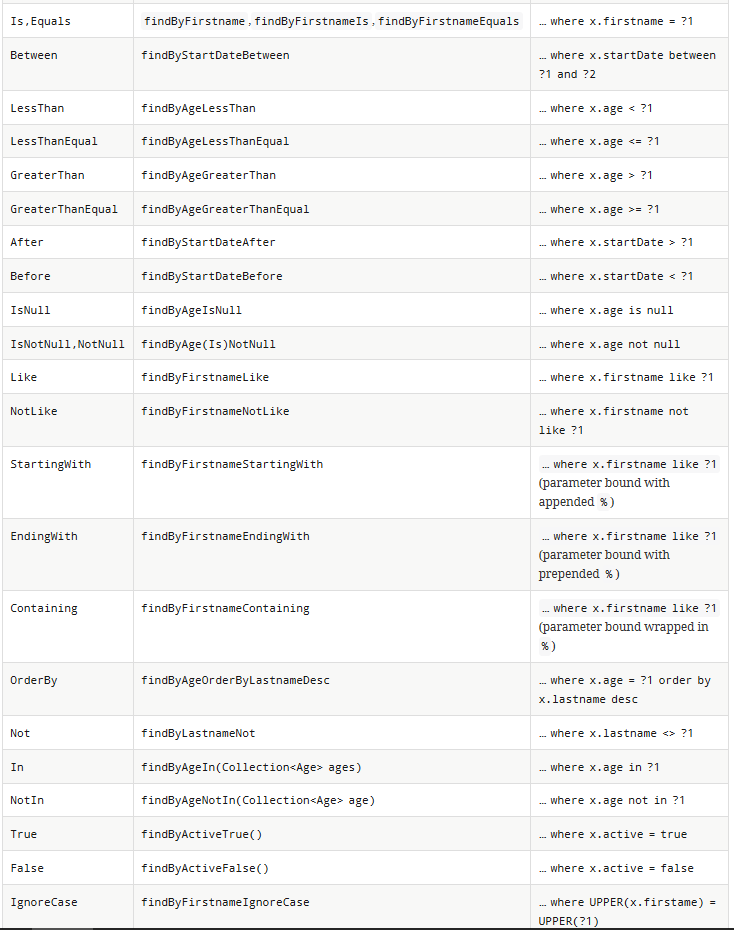 Is,Equals findByFirstname,findByFirstnameIs,findByFirstnameEquals … where x.firstname = ?1
Between findByStartDateBetween … where x.startDate between
?1 and ?2
LessThan findByAgeLessThan … where x.age < ?1
LessThanEqual findByAgeLessThanEqual … where x.age <= ?1
GreaterThan findByAgeGreaterThan … where x.age > ?1
GreaterThanEqual findByAgeGreaterThanEqual … where x.age >= ?1
After findByStartDateAfter … where x.startDate > ?1
Before findByStartDateBefore … where x.startDate < ?1
IsNull findByAgeIsNull … where x.age is null
IsNotNull,NotNull findByAge(Is)NotNull … where x.age not null
Like findByFirstnameLike … where x.firstname like ?1
NotLike findByFirstnameNotLike … where x.firstname not
like ?1
StartingWith findByFirstnameStartingWith … where x.firstname like ?1
(parameter bound with
appended %)
EndingWith findByFirstnameEndingWith … where x.firstname like ?1
(parameter bound with
prepended %)
Containing findByFirstnameContaining … where x.firstname like ?1
(parameter bound wrapped in
%)
OrderBy findByAgeOrderByLastnameDesc … where x.age = ?1 order by
x.lastname desc
Not findByLastnameNot … where x.lastname <> ?1
In findByAgeIn(Collection<Age> ages) … where x.age in ?1
NotIn findByAgeNotIn(Collection<Age> age) … where x.age not in ?1
True findByActiveTrue() … where x.active = true
False findByActiveFalse() … where x.active = false
IgnoreCase findByFirstnameIgnoreCase … where UPPER(x.firstame) =
UPPER(?1)